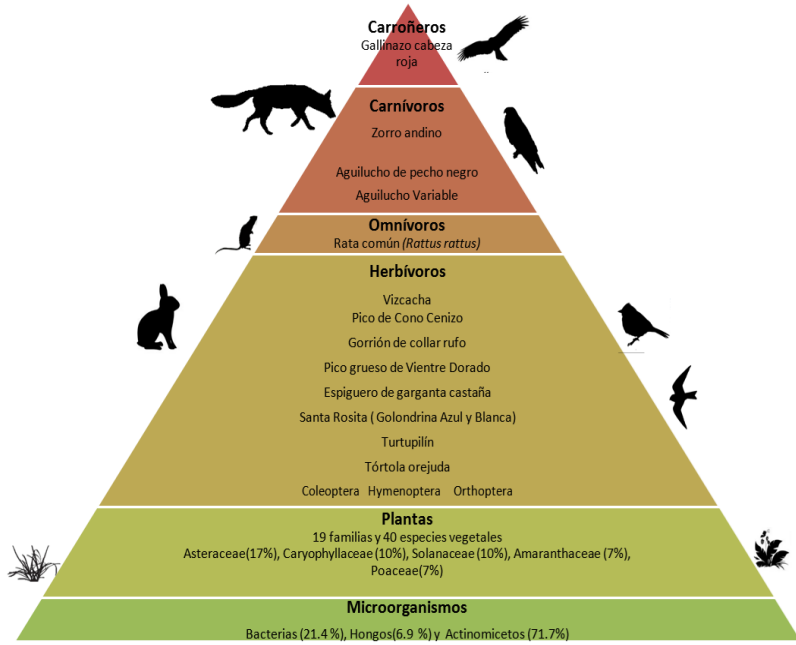 Carroñeros
Gallinazo cabeza
roja
Carnívoros
Zorro andino
Aguilucho de pecho negro
Aguilucho Variable
Omnívoros
Rata común (Rattus rattus)
Herbívoros
Vizcacha
Pico de Cono Cenizo
Gorrión de collar rufo
Pico grueso de Vientre Dorado
Espiguero de garganta castaña
Santa Rosita ( Golondrina Azul y Blanca)
Turtupilín
Tórtola orejuda
Coleoptera Hymenoptera Orthoptera
Plantas
19 familias y 40 especies vegetales
Asteraceae(17%), Caryophyllaceae (10%), Solanaceae (10%), Amaranthaceae (7%),
Poaceae(7%)
Microorganismos
Bacterias (21.4 %), Hongos(6.9 %) y Actinomicetos (71.7%)